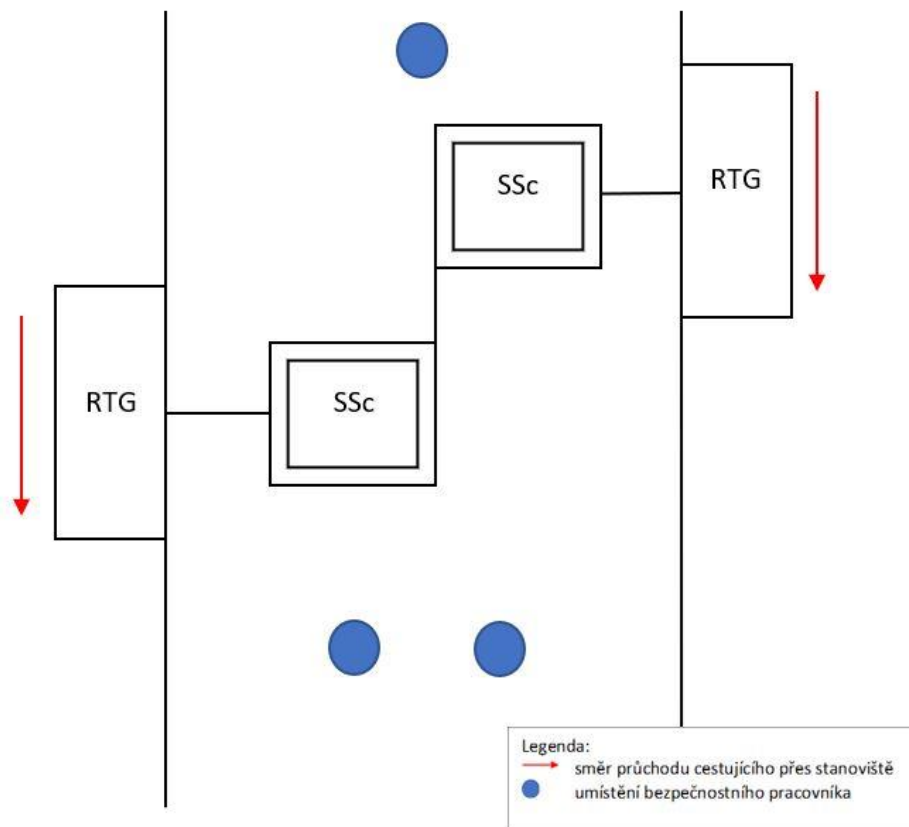 SSc
RTG
RTG
SSc
Legenda:
směr průchodu cestujícího přes stanoviště
umístění bezpečnostního pracovníka